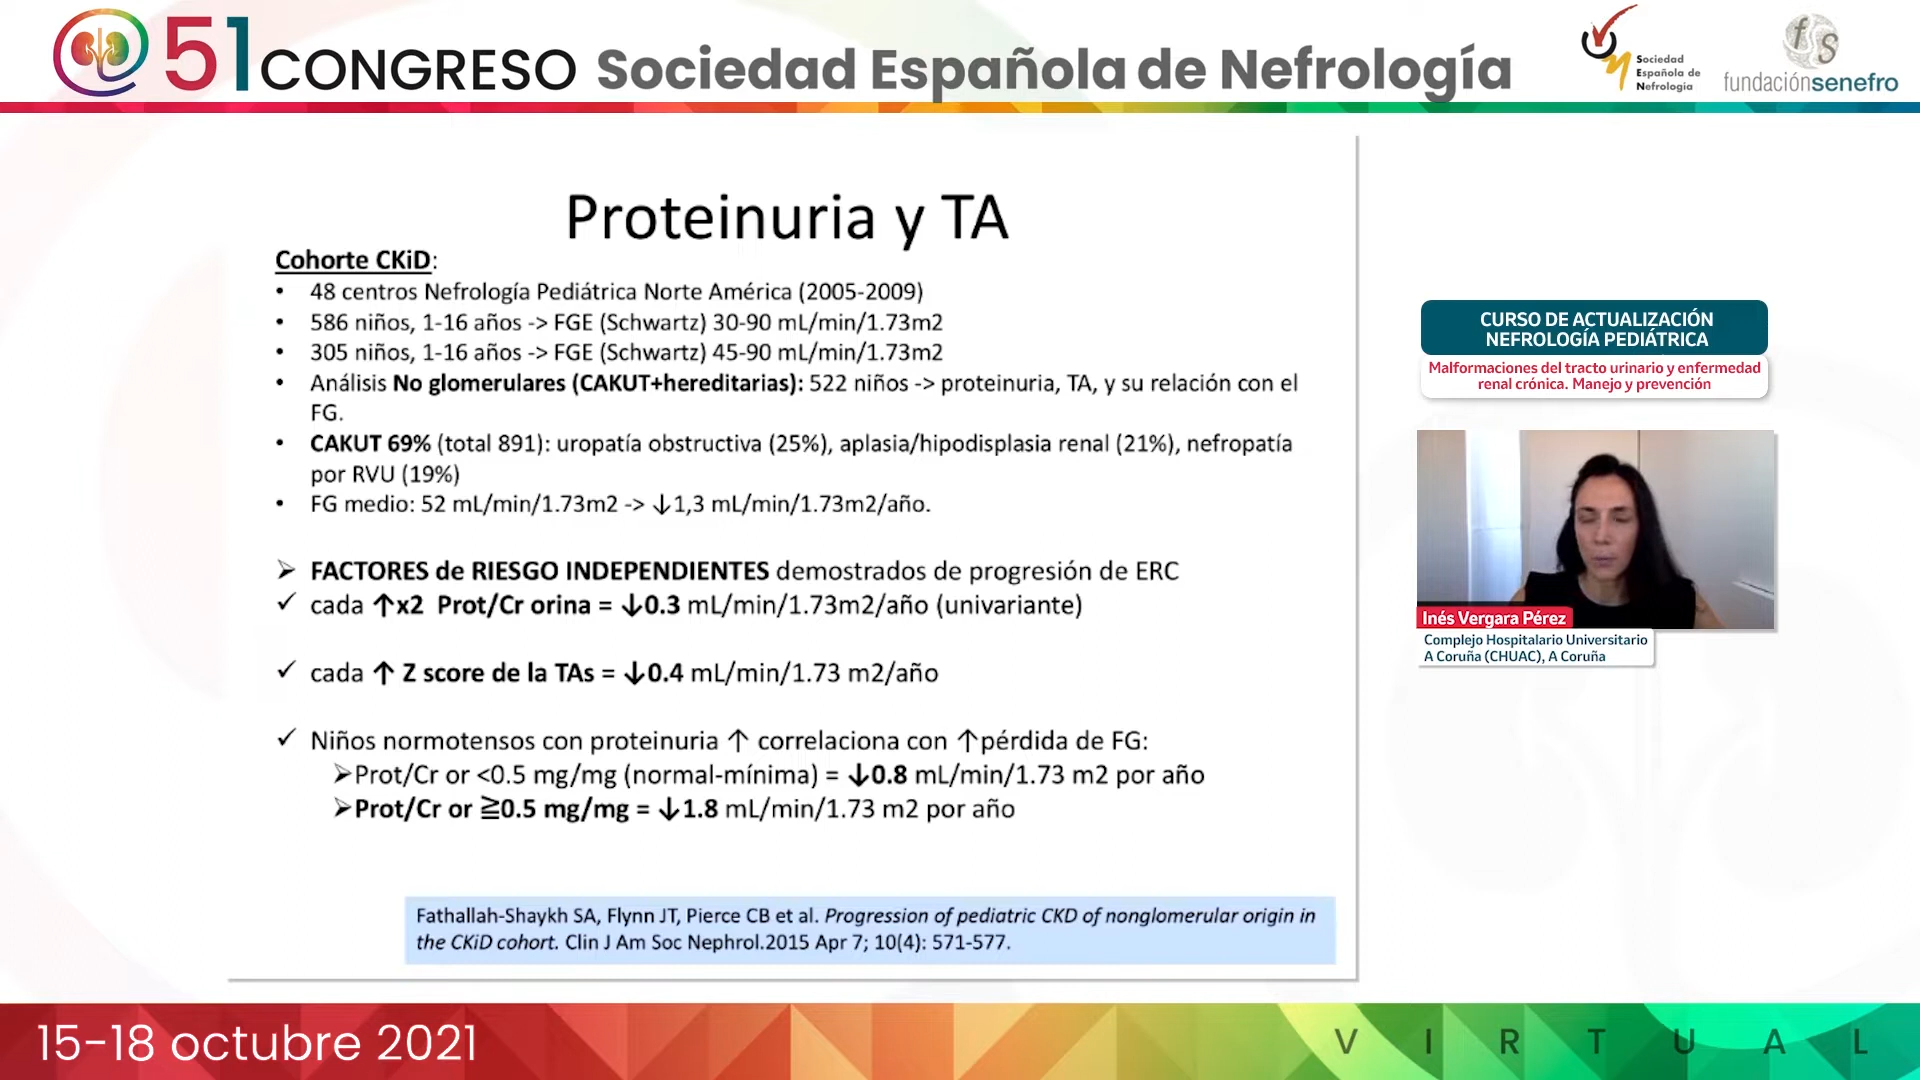 51 CONGRESO Sociedad Española de Nefrología
Sociedad
Española de
Nefrología
fs
fundaciónsenefro
Proteinuria y TA
Cohorte CKiD:
• 48 centros Nefrología Pediátrica Norte América (2005-2009)
• 586 niños, 1-16 años -> FGE (Schwartz) 30-90 mL/min/1.73m2
• 305 niños, 1-16 años -> FGE (Schwartz) 45-90 mL/min/1.73m2
• Análisis No glomerulares (CAKUT+hereditarias): 522 niños -> proteinuria, TA, y su relación con el
FG.
• CAKUT 69% (total 891): uropatía obstructiva (25%), aplasia/hipodisplasia renal (21%), nefropatía
por RVU (19%)
• FG medio: 52 mL/min/1.73m2 -> ↓1,3 mL/min/1.73m2/año.
➢ FACTORES de RIESGO INDEPENDIENTES demostrados de progresión de ERC
✓ cada ↑x2 Prot/Cr orina = ↓0.3 mL/min/1.73m2/año (univariante)
✓ cada ↑ Z score de la TAs = ↓0.4 mL/min/1.73 m2/año
✓ Niños normotensos con proteinuria ↑ correlaciona con ↑pérdida de FG:
➢Prot/Cr or <0.5 mg/mg (normal-mínima) = ↓0.8 mL/min/1.73 m2 por año
➢Prot/Cr or ≧0.5 mg/mg = ↓1.8 mL/min/1.73 m2 por año
Fathallah-Shaykh SA, Flynn JT, Pierce CB et al. Progression of pediatric CKD of nonglomerular origin in
the CKiD cohort. Clin J Am Soc Nephrol.2015 Apr 7; 10(4): 571-577.
CURSO DE ACTUALIZACIÓN
NEFROLOGÍA PEDIÁTRICA
Malformaciones del tracto urinario y enfermedad
renal crónica. Manejo y prevención
Inés Vergara Pérez
Complejo Hospitalario Universitario
A Coruña (CHUAC), A Coruña
15-18 octubre 2021
VIRTUAL